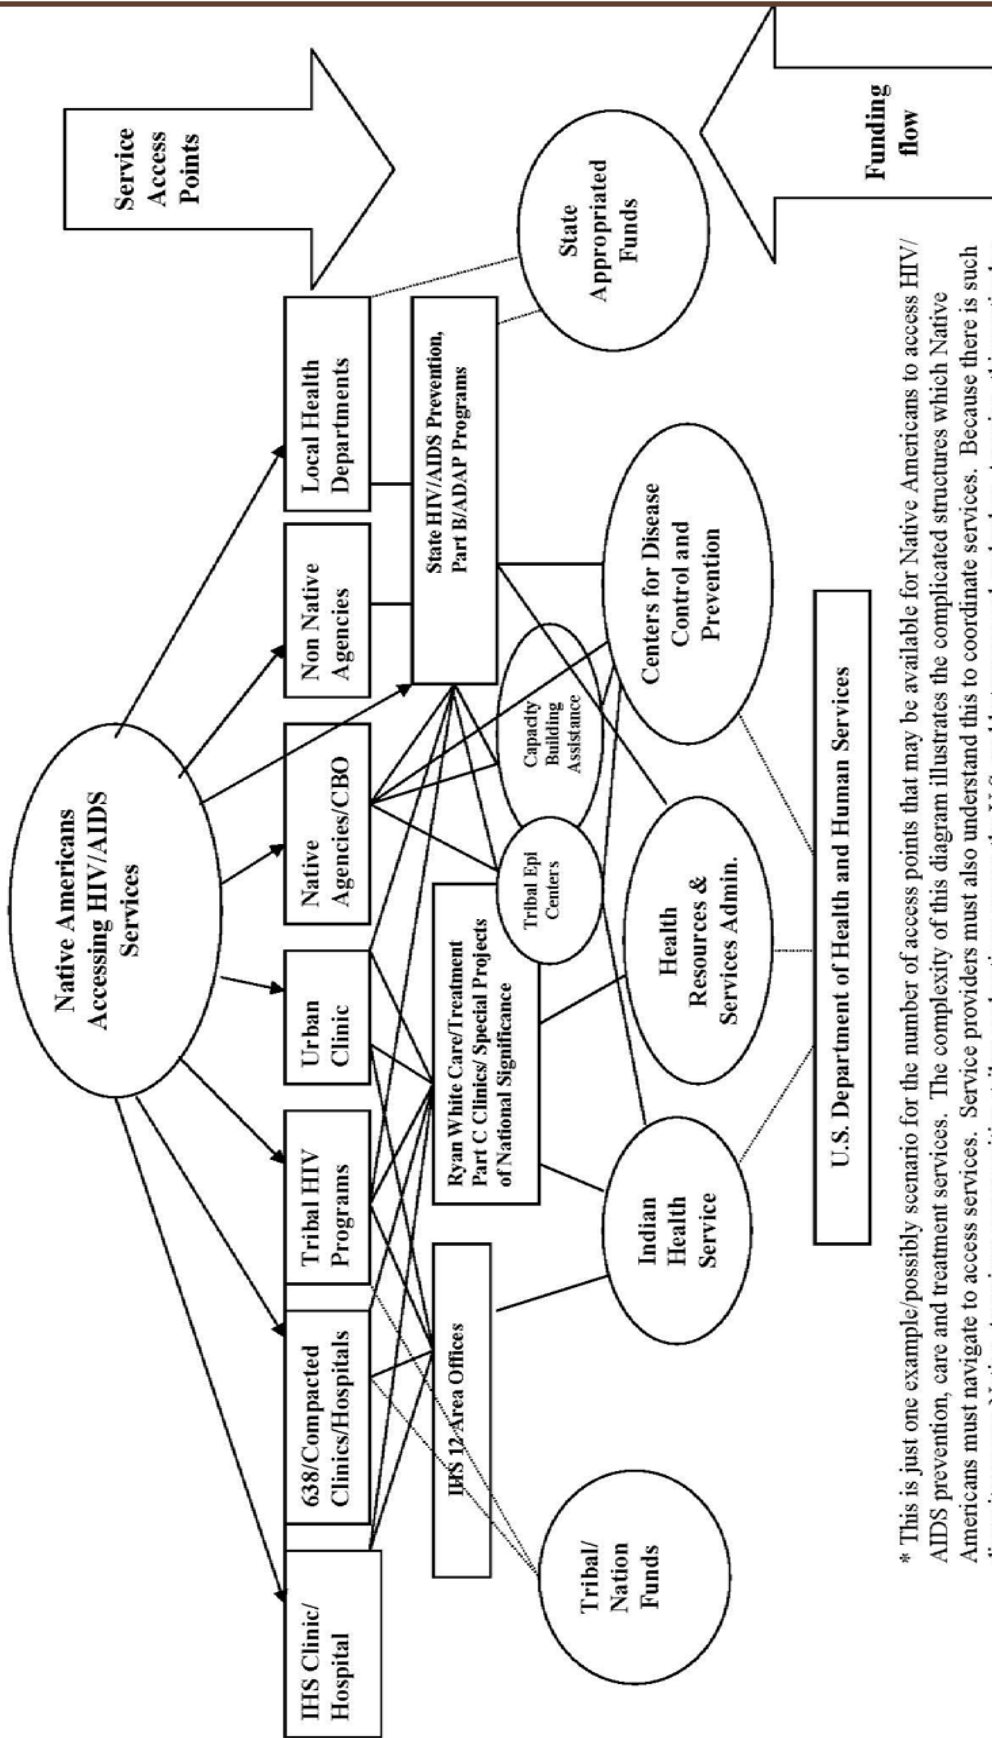 Native Americans
Accessing HIV/AIDS
Services
Service
Access
Points
IHS Clinic/
Hospital
638/Compacted
Clinics/Hospitals
Tribal HIV
Programs
Urban
Clinic
Native
Agencies/CBO
Non Native
Agencies
Local Health
Departments
IHS 12 Area Offices
Ryan White Care/Treatment
Part C Clinics/ Special Projects
of National Significance
State HIV/AIDS Prevention,
Part B/ADAP Programs
Tribal Epi
Centers
Capacity
Building
Assistance
State
Appropriated
Funds
Tribal/
Nation
Funds
Indian
Health
Service
Health
Resources &
Services Admin.
Centers for Disease
Control and
Prevention
U.S. Department of Health and Human Services
Funding
flow
* This is just one example/possibly scenario for the number of access points that may be available for Native Americans to access HIV/
AIDS prevention, care and treatment services. The complexity of this diagram illustrates the complicated structures which Native
Americans must navigate to access services. Service providers must also understand this to coordinate services. Because there is such